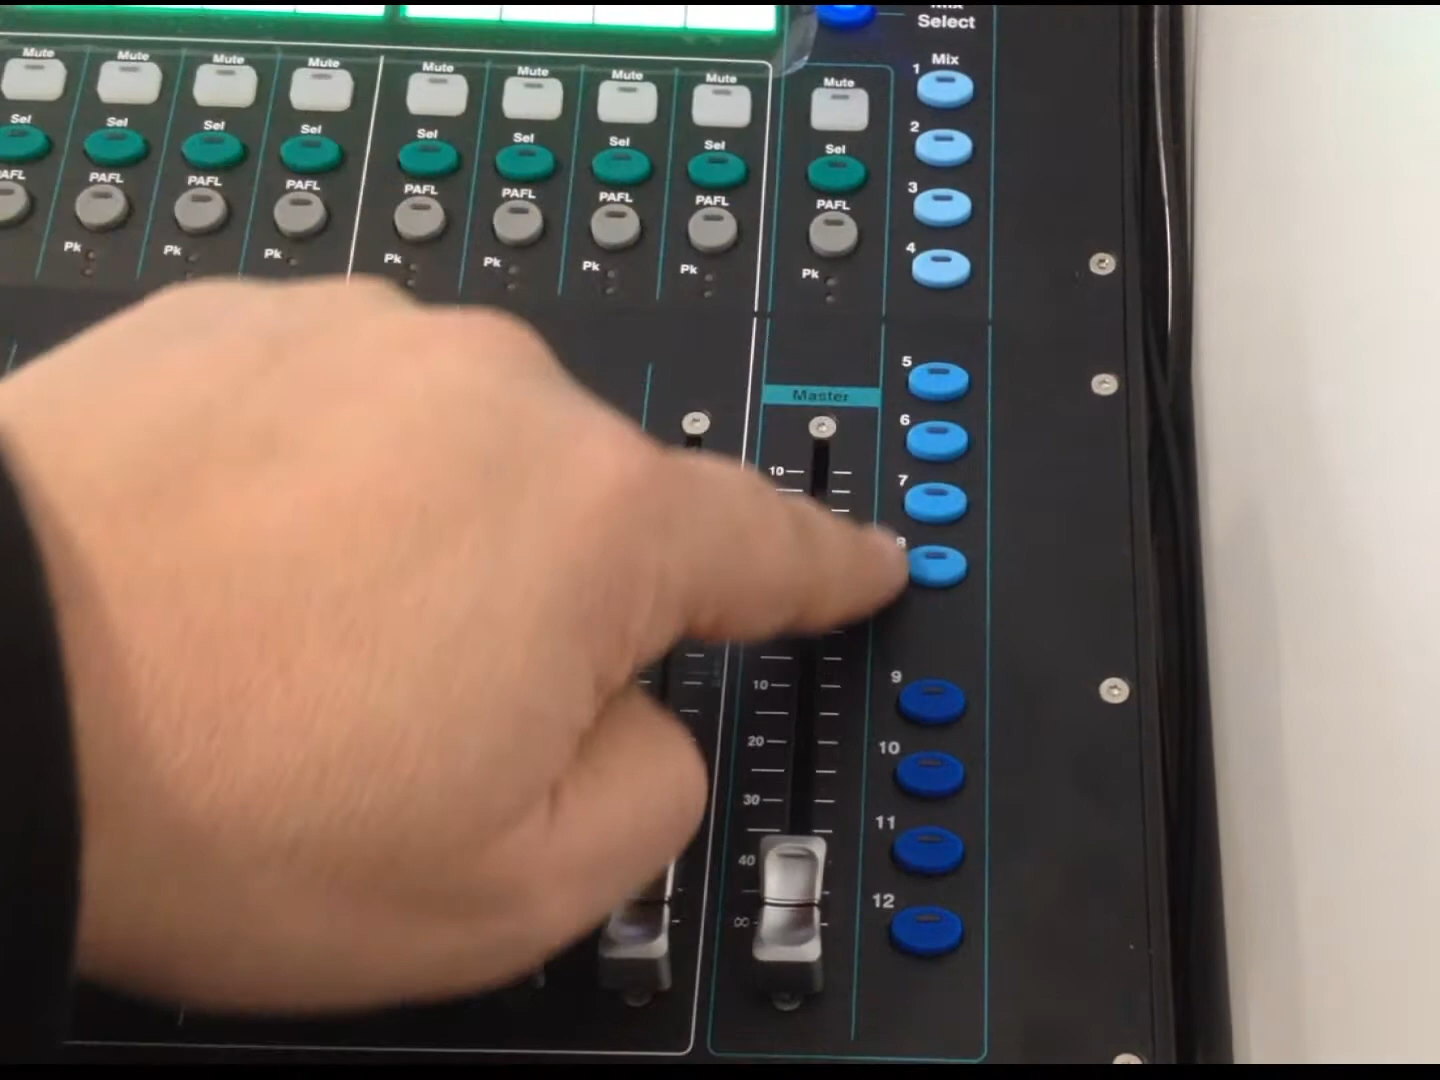 Mix
Select
Mute Mute Mute Mute Mute Mute Mute Mute Mute
Mix
1
Sel Sel Sel Sel Sel Sel Sel Sel Sel
2
PAFL PAFL PAFL PAFL PAFL PAFL PAFL PAFL
3
Pk Pk Pk Pk Pk Pk Pk Pk
4
5
Master
6
10
7
8
9
10
20
10
30
11
40
12
∞